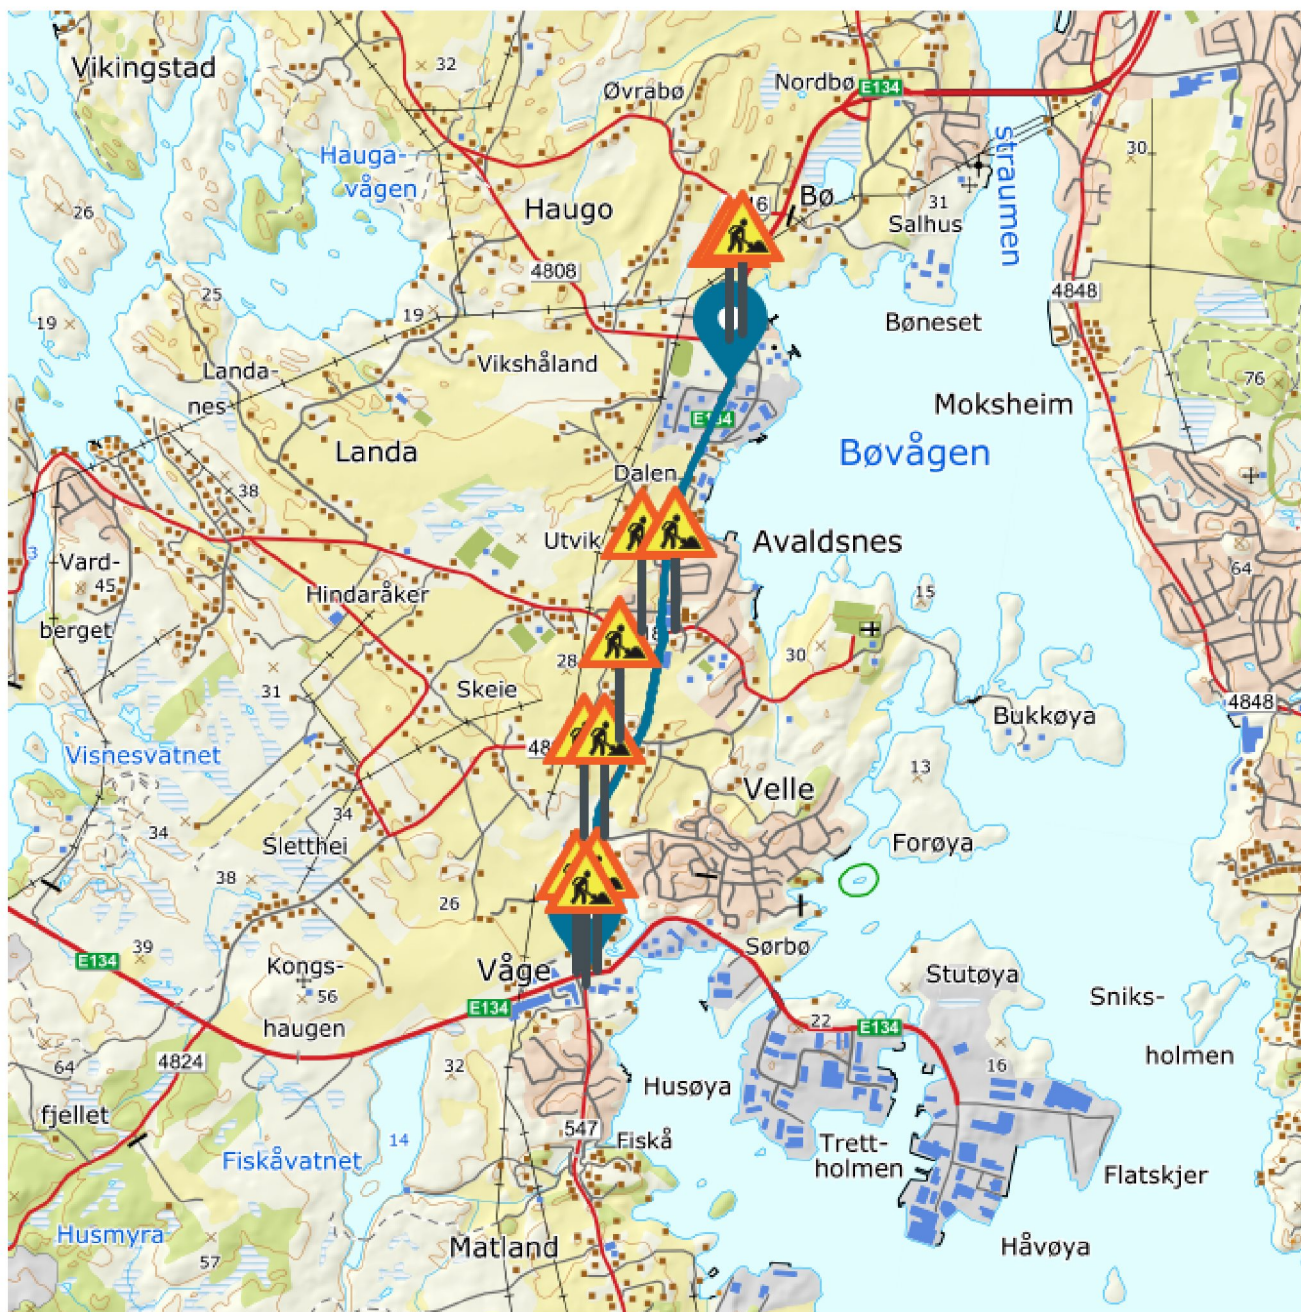 Vikingstad
32
Øvrabø
Nordbø
E134
Hauga-
vågen
straumen
30
26
Haugo
16
Bø
31
Salhus
4808
4848
25
19
19
Bøneset
Vikshåland
Landa-
nes
76
Moksheim
E134
Landa
Bøvågen
Dalen
38
Utvik
Avaldsnes
3
Vard-
45
berget
64
15
Hindaråker
18
30
28
31
Skeie
4848
Bukkøya
48
Visnesvatnet
13
Velle
34
34
Sletthei
Forøya
38
26
Sørbø
39
E134
Kongs-
56
haugen
Våge
Stutøya
Sniks-
holmen
E134
22
E134
64
4824
32
16
Husøya
fjellet
547
Fiskå
14
Trett-
holmen
Fiskåvatnet
Flatskjer
Husmyra
57
Matland
Håvøya